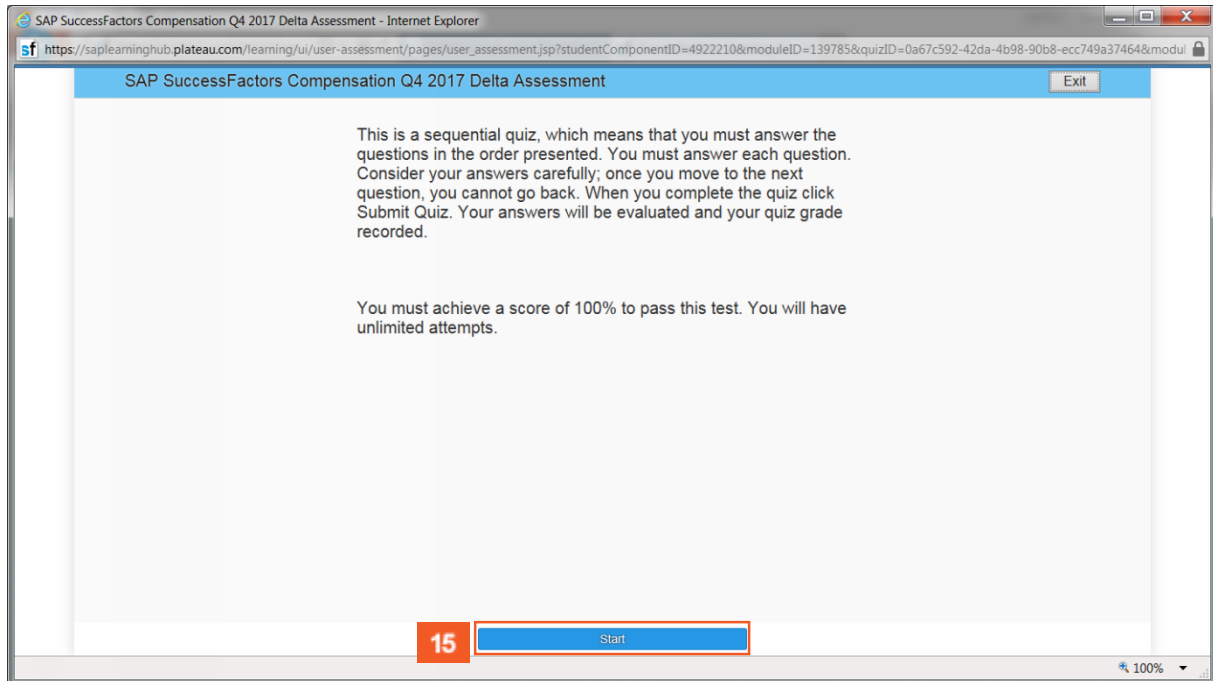 SAP SuccessFactors Compensation Q4 2017 Delta Assessment - Internet Explorer
https://saplearninghub.plateau.com/learning/ui/user-assessment/pages/user_assessment.jsp?studentComponentID=4922210&moduleID=139785&quizID=0a67c592-42da-4b98-90b8-ecc749a37464&modul
SAP SuccessFactors Compensation Q4 2017 Delta Assessment
Exit
This is a sequential quiz, which means that you must answer the
questions in the order presented. You must answer each question.
Consider your answers carefully; once you move to the next
question, you cannot go back. When you complete the quiz click
Submit Quiz. Your answers will be evaluated and your quiz grade
recorded.
You must achieve a score of 100% to pass this test. You will have
unlimited attempts.
15
Start
100%